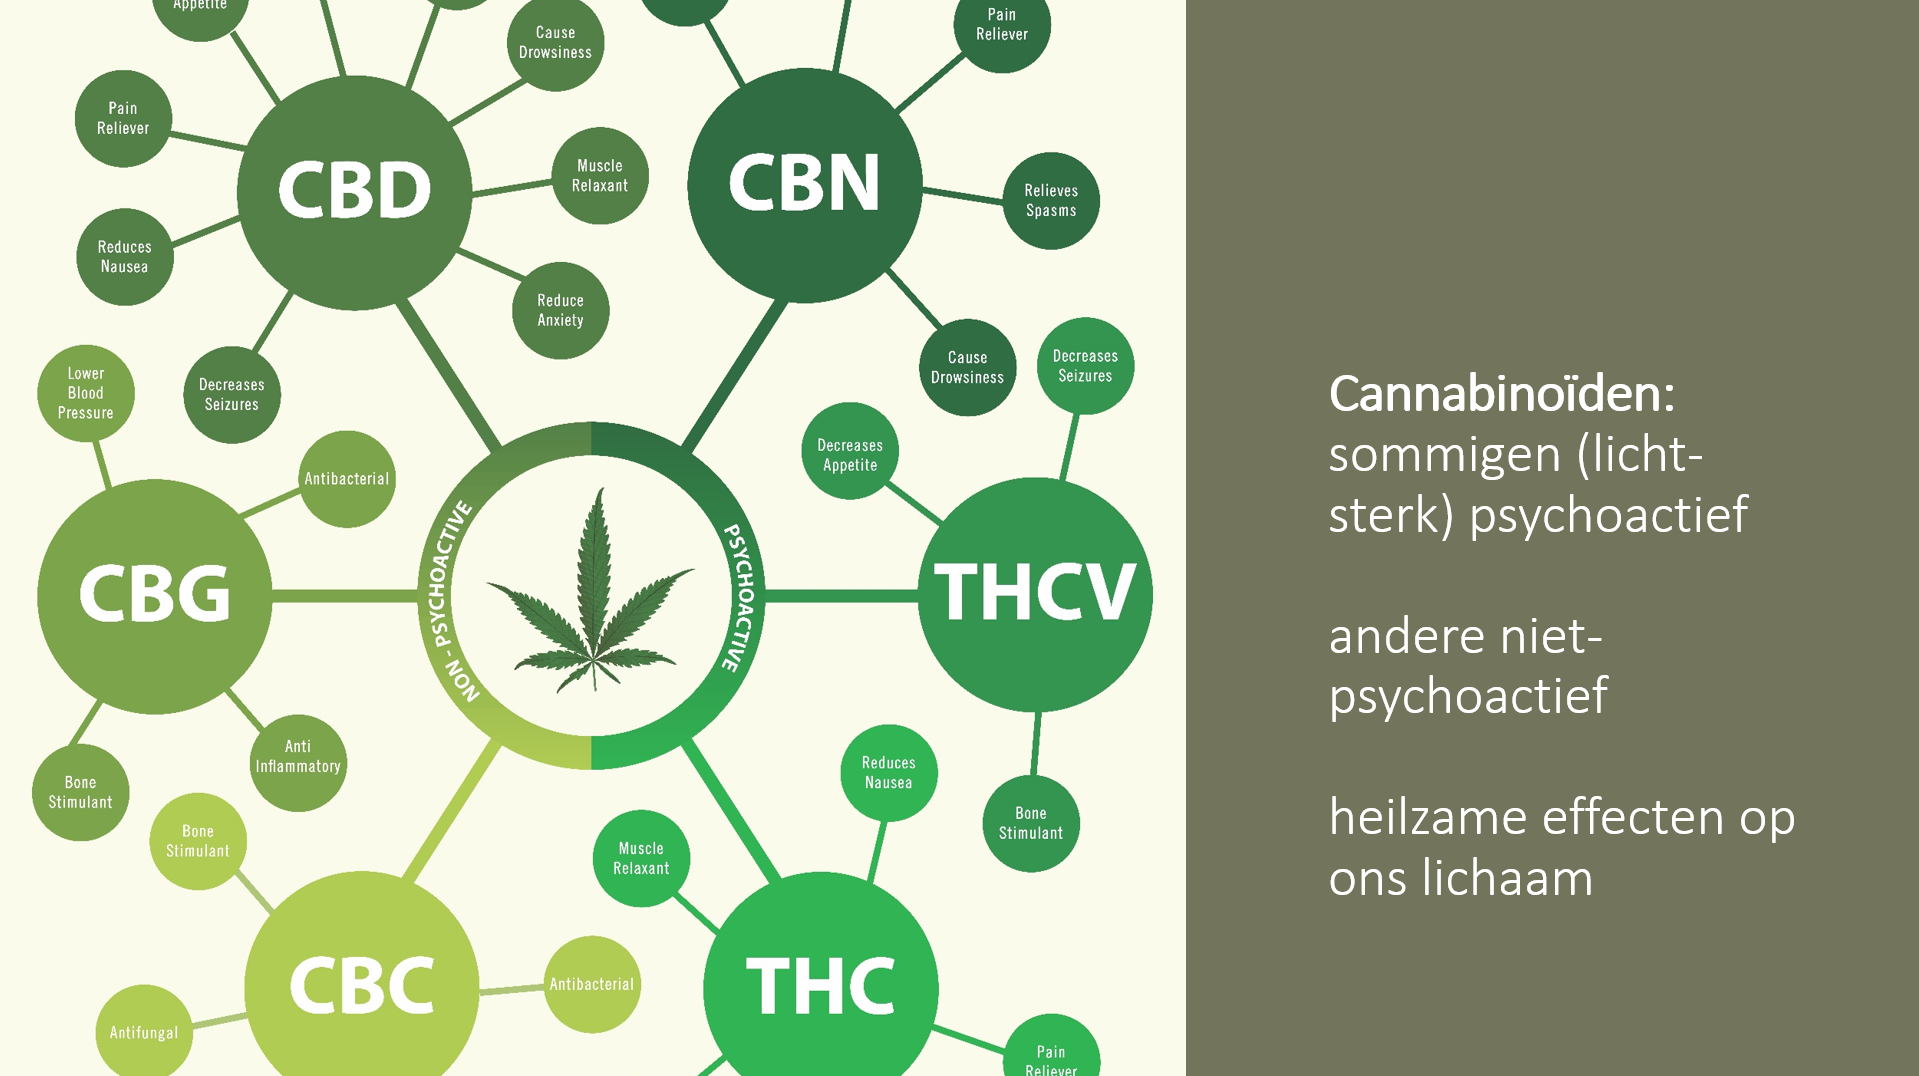 Appetite
Cause
Drowsiness
Pain
Reliever
CBD
Muscle
Relaxant
Reduces
Nausea
Reduce
Anxiety
Decreases
Seizures
Pain
Reliever
CBN
Relieves
Spasms
Cause
Drowsiness
Lower
Blood
Pressure
Antibacterial
CBG
Bone
Stimulant
Anti
Inflammatory
NON - PSYCHOACTIVE
PSYCHOACTIVE
Decreases
Seizures
Decreases
Appetite
THCV
Bone
Stimulant
Bone
Stimulant
CBC
Antibacterial
Antifungal
Reduces
Nausea
Muscle
Relaxant
THC
Pain
Reliever
Cannabinoïden:
sommigen (licht-
sterk) psychoactief
andere niet-
psychoactief
heilzame effecten op
ons lichaam